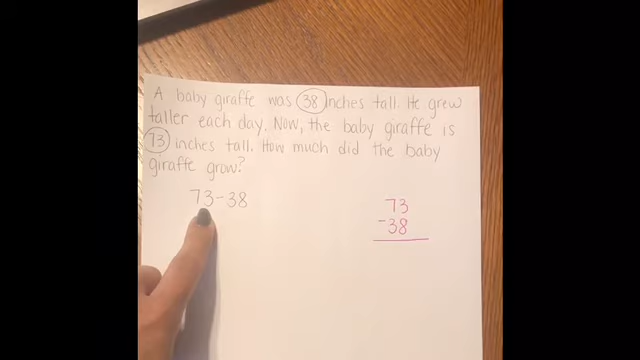 A baby giraffe was 38 inches tall. He grew
taller each day. Now, the baby giraffe is
73 inches tall. How much did the baby
giraffe grow?
73-38
73
-38